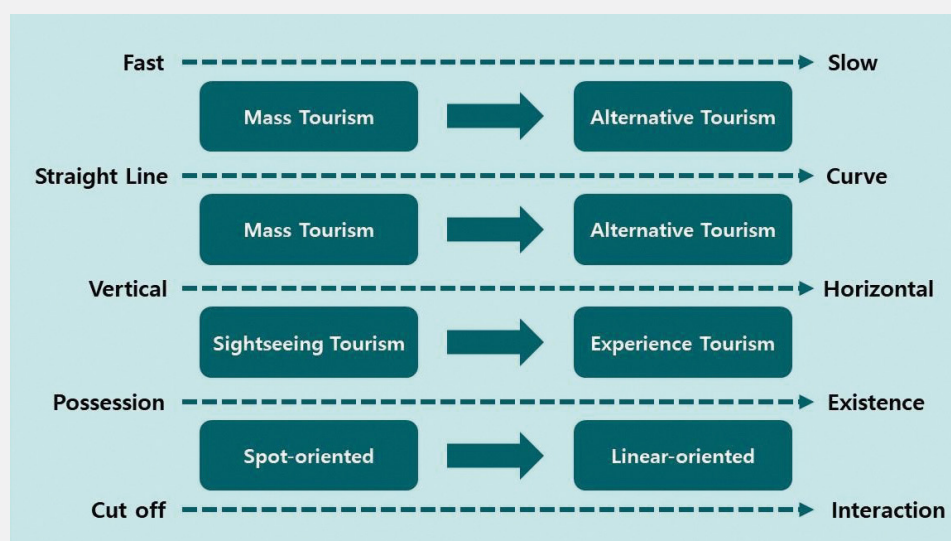 Fast Slow
Mass Tourism Alternative Tourism
Straight Line Curve
Mass Tourism Alternative Tourism
Vertical Horizontal
Sightseeing Tourism Experience Tourism
Possession Existence
Spot-oriented Linear-oriented
Cut off Interaction